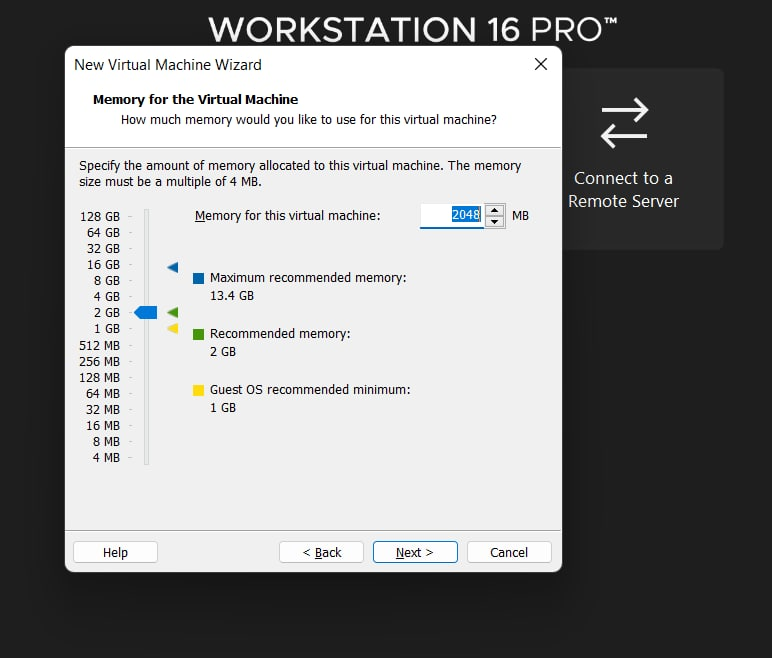 WORKSTATION 16 PRO™
New Virtual Machine Wizard
Memory for the Virtual Machine
How much memory would you like to use for this virtual machine?
Specify the amount of memory allocated to this virtual machine. The memory
size must be a multiple of 4 MB.
Memory for this virtual machine: 2048 MB
128 GB
64 GB
32 GB
16 GB
8 GB
4 GB
2 GB
1 GB
512 MB
256 MB
128 MB
64 MB
32 MB
16 MB
8 MB
4 MB
Maximum recommended memory:
13.4 GB
Recommended memory:
2 GB
Guest OS recommended minimum:
1 GB
Help
< Back
Next >
Cancel
Connect to a
Remote Server